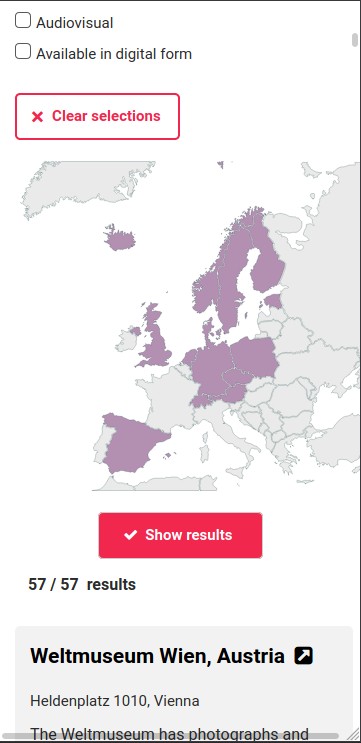 Audiovisual
Available in digital form
Clear selections
Show results
57 / 57 results
Weltmuseum Wien, Austria
Heldenplatz 1010, Vienna
The Weltmuseum has photographs and